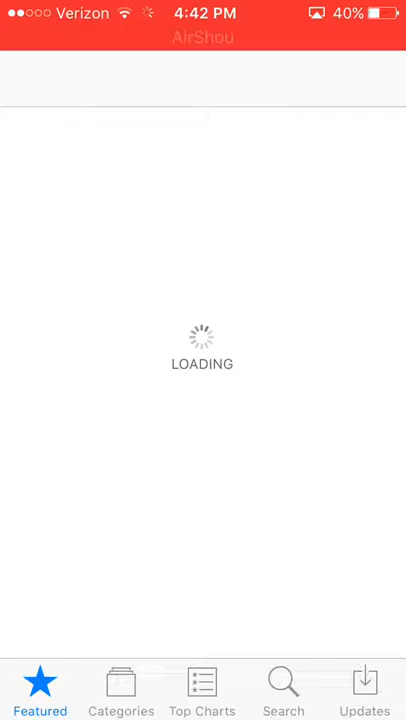 Verizon 4:42 PM 40%
AirShou
LOADING
Featured Categories Top Charts Search Updates